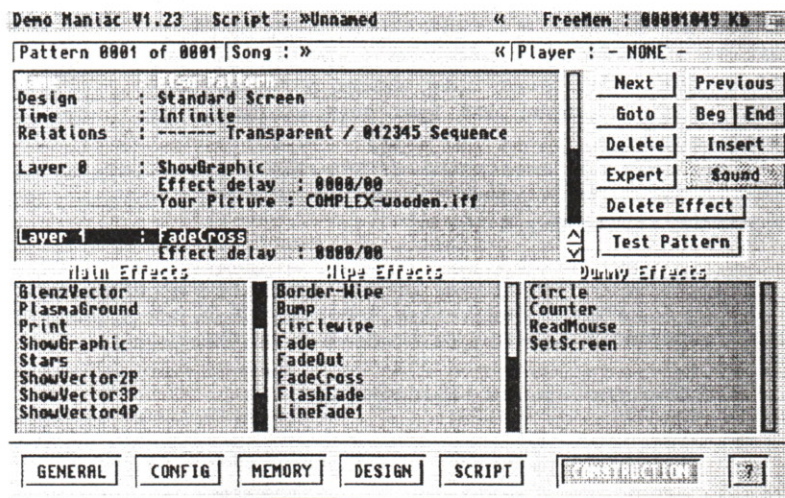 Demo Maniac V1.23 Script : »Unnamed « FreeMem : 00001049 Kb
Pattern 0001 of 0001 Song : » « Player : - NONE -
Design : Standard Screen
Time : Infinite
Relations : ------ Transparent / 012345 Sequence
Layer 0 : ShowGraphic
Effect delay : 0000/00
Your Picture : COMPLEX-wooden.iff
Layer 1 : FadeCross
Effect delay : 0000/00
Next Previous
Goto Beg End
Delete Insert
Expert Sound
Delete Effect
Test Pattern
Main Effects
GlenzVector
PlasmaGround
Print
ShowGraphic
Stars
ShowVector2P
ShowVector3P
ShowVector4P
Wipe Effects
Border-Wipe
Bump
Circlewipe
Fade
FadeOut
FadeCross
FlashFade
LineFade1
Dummy Effects
Circle
Counter
ReadMouse
SetScreen
GENERAL CONFIG MEMORY DESIGN SCRIPT CONSTRUCTION ?